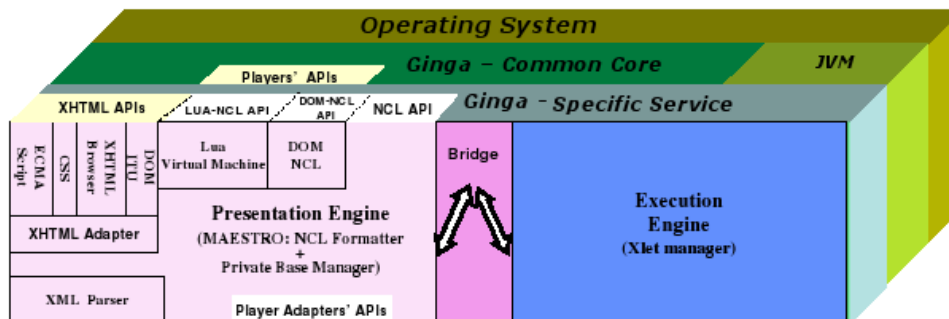 Operating System
Ginga – Common Core
JVM
Players' APIs
Ginga - Specific Service
XHTML APIs
LUA-NCL API
DOM-NCL
API
NCL API
ECMA
Script
CSS
XHTML
Browser
DOM
ITU
Lua
Virtual Machine
DOM
NCL
Bridge
XHTML Adapter
Presentation Engine
(MAESTRO: NCL Formatter
+
Private Base Manager)
Execution
Engine
(Xlet manager)
XML Parser
Player Adapters' APIs